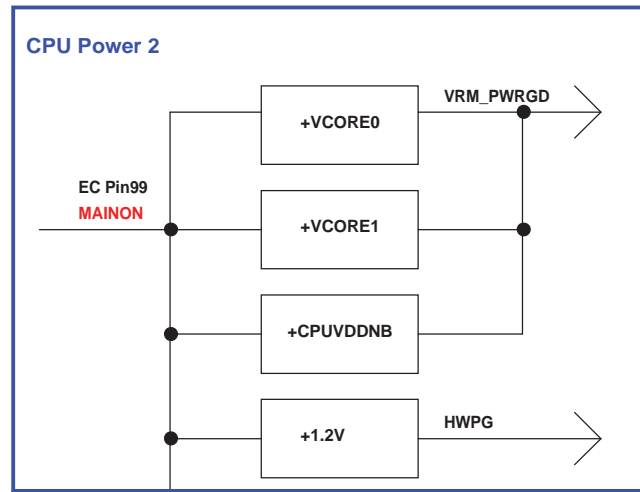 CPU Power 2
VRM_PWRGD
+VCORE0
EC Pin99
MAINON
+VCORE1
+CPUVDDNB
HWPG
+1.2V